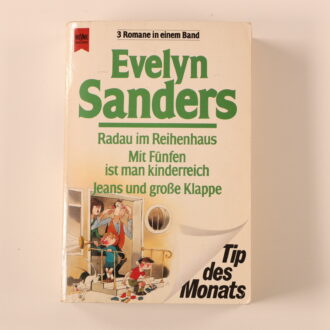 3 Romane in einem Band
Evelyn
Sanders
Radau im Reihenhaus
Mit Fünfen
ist man kinderreich
Jeans und große Klappe
Tip
des
Monats